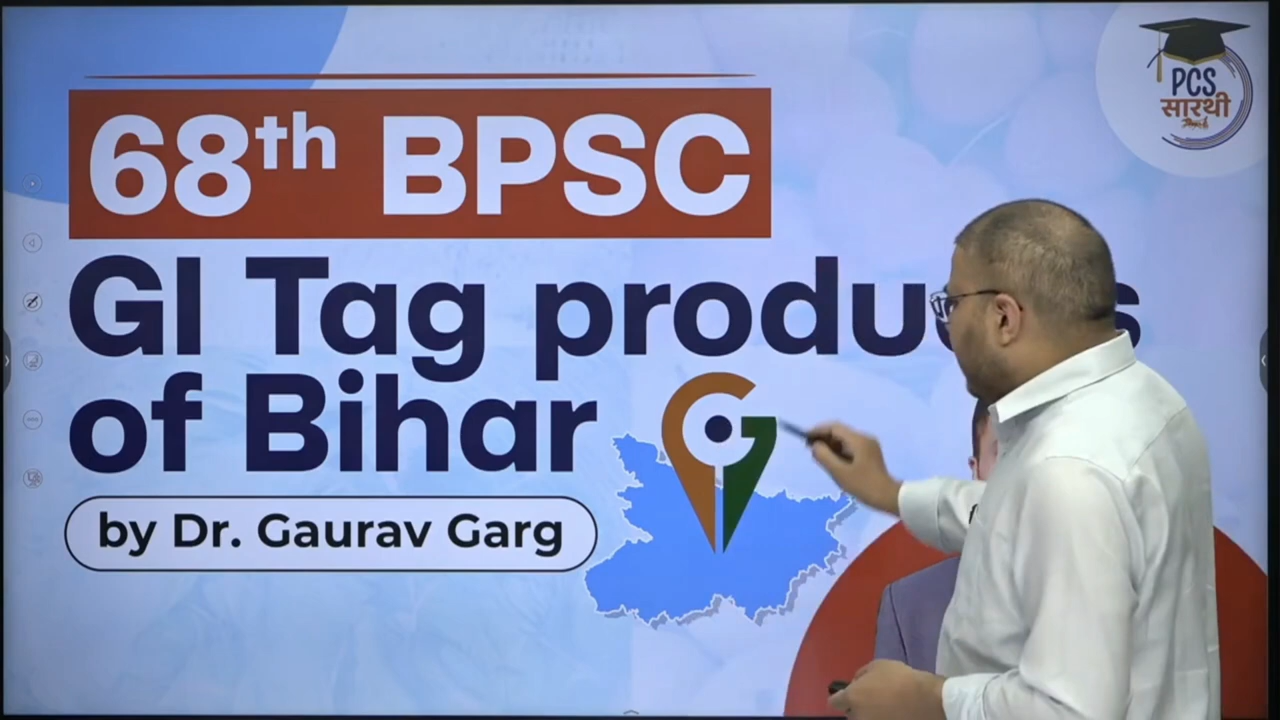 68th BPSC
GI Tag produ s
of Bihar
by Dr. Gaurav Garg
PCS
सारथी